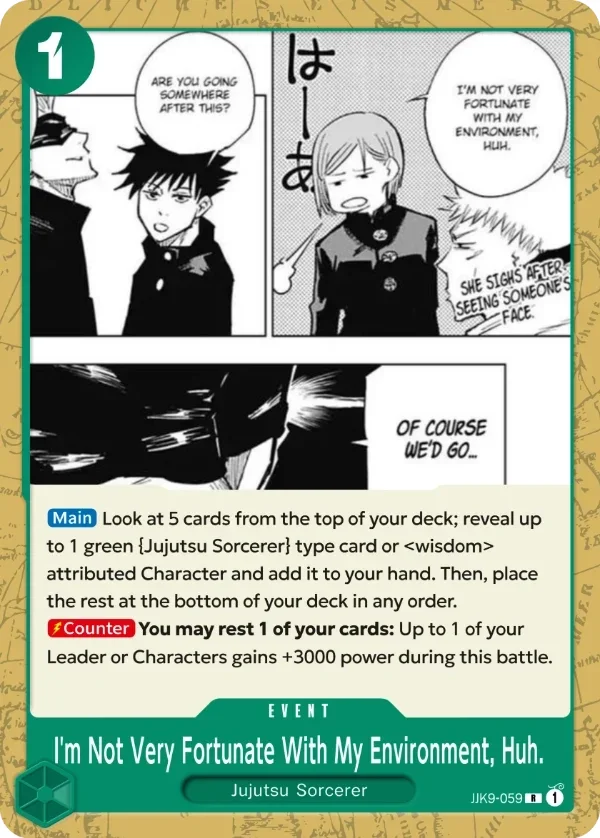 1
ARE YOU GOING
SOMEWHERE
AFTER THIS?
はーあ
I'M NOT VERY
FORTUNATE
WITH MY
ENVIRONMENT,
HUH.
SHE SIGHS AFTER
SEEING SOMEONE'S
FACE.
OF COURSE
WE'D GO...
Main Look at 5 cards from the top of your deck; reveal up
to 1 green {Jujutsu Sorcerer} type card or <wisdom>
attributed Character and add it to your hand. Then, place
the rest at the bottom of your deck in any order.
Counter You may rest 1 of your cards: Up to 1 of your
Leader or Characters gains +3000 power during this battle.
EVENT
I'm Not Very Fortunate With My Environment, Huh.
Jujutsu Sorcerer
JJK9-059 R 1